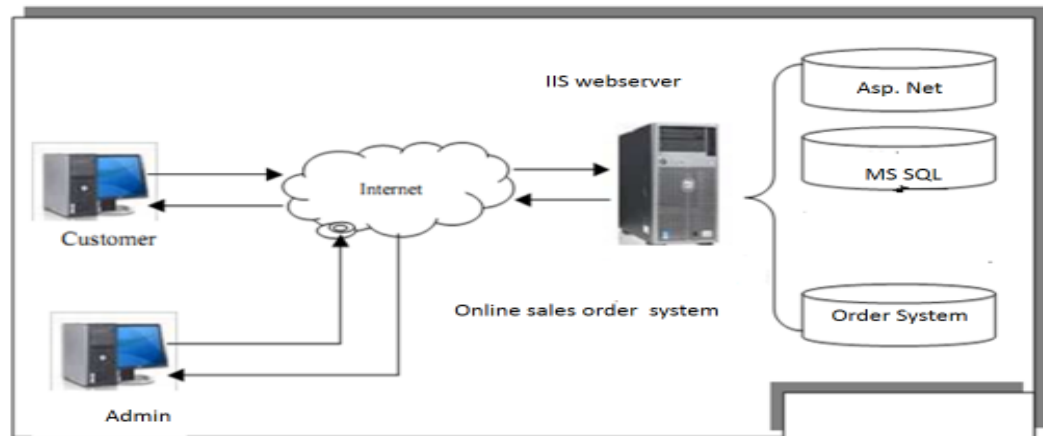 IIS webserver
Asp. Net
MS SQL
Internet
Customer
Online sales order system
Order System
Admin